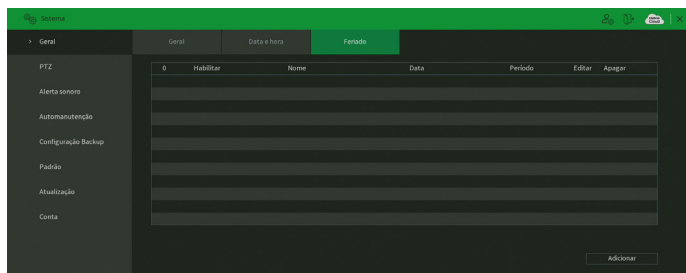 Sistema
Geral
PTZ
Alerta sonoro
Automanutenção
Configuração Backup
Padrão
Atualização
Conta
Geral Data e hora Feriado
0 Habilitar Nome Data Período Editar Apagar
Adicionar